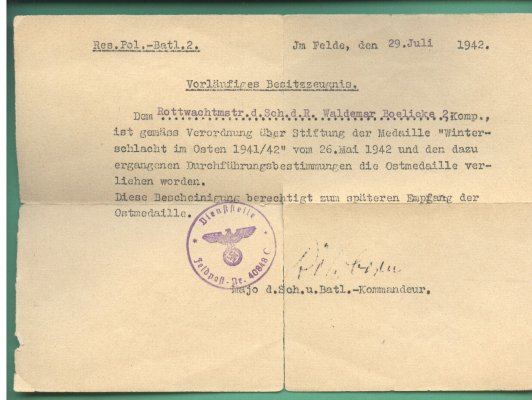 Res.Pol.-Batl.2.
Jm Felde, den 29.Juli 1942.
Vorläufiges Besitzzeugnis.
Dem Rottwachtmstr.d.Sch.d.R. Waldemar Boelicke 2.Komp.,
ist gemäss Verordnung über Stiftung der Medaille "Winter-
schlacht im Osten 1941/42" vom 26.Mai 1942 und den dazu
ergangenen Durchführungsbestimmungen die Ostmedaille ver-
liehen worden.
Diese Bescheinigung berechtigt zum späteren Empfang der
Ostmedaille.
Dienststelle
Feldpost-Nr. 40848 C
Majo d.Sch.u.Batl.-Kommandeur.